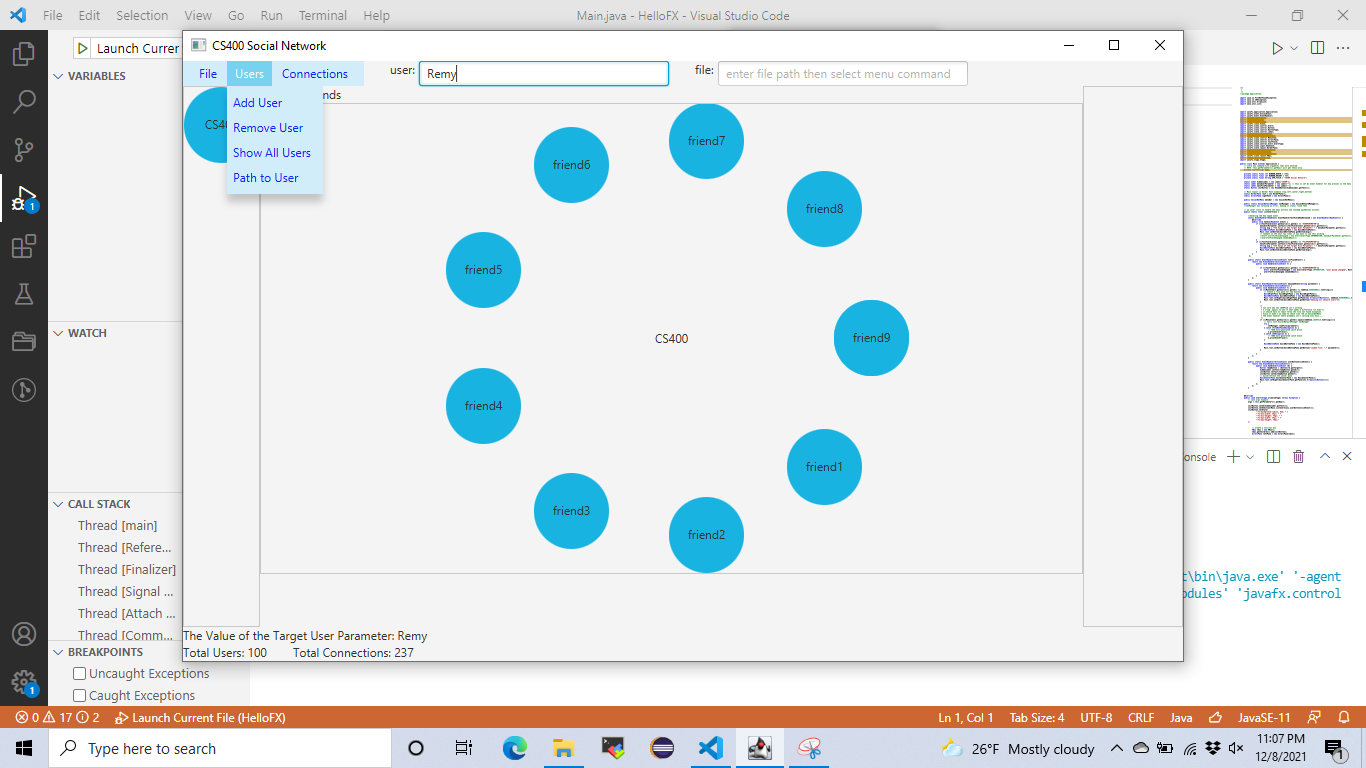 File Edit Selection View Go Run Terminal Help
Main.java - HelloFX - Visual Studio Code
Launch Currer
VARIABLES
WATCH
CALL STACK
Thread [main]
Thread [Refere...
Thread [Finalizer]
Thread [Signal ...
Thread [Attach ...
Thread [Comm...
BREAKPOINTS
Uncaught Exceptions
Caught Exceptions
1
1
CS400 Social Network
File Users Connections
user: Remy
file: enter file path then select menu command
nds
Add User
Remove User
Show All Users
Path to User
CS40
friend7
friend6
friend8
friend5
CS400
friend9
friend4
friend1
friend3
friend2
The Value of the Target User Parameter: Remy
Total Users: 100 Total Connections: 237
onsole
t\bin\java.exe' '-agent
odules' 'javafx.control
0 17 2 Launch Current File (HelloFX)
Ln 1, Col 1 Tab Size: 4 UTF-8 CRLF Java JavaSE-11
Type here to search
26°F Mostly cloudy
11:07 PM
12/8/2021
1